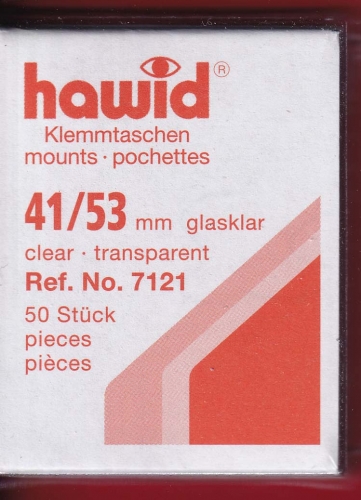 hawid®
Klemmtaschen
mounts · pochettes
41/53 mm glasklar
clear · transparent
Ref. No. 7121
50 Stück
pieces
pièces